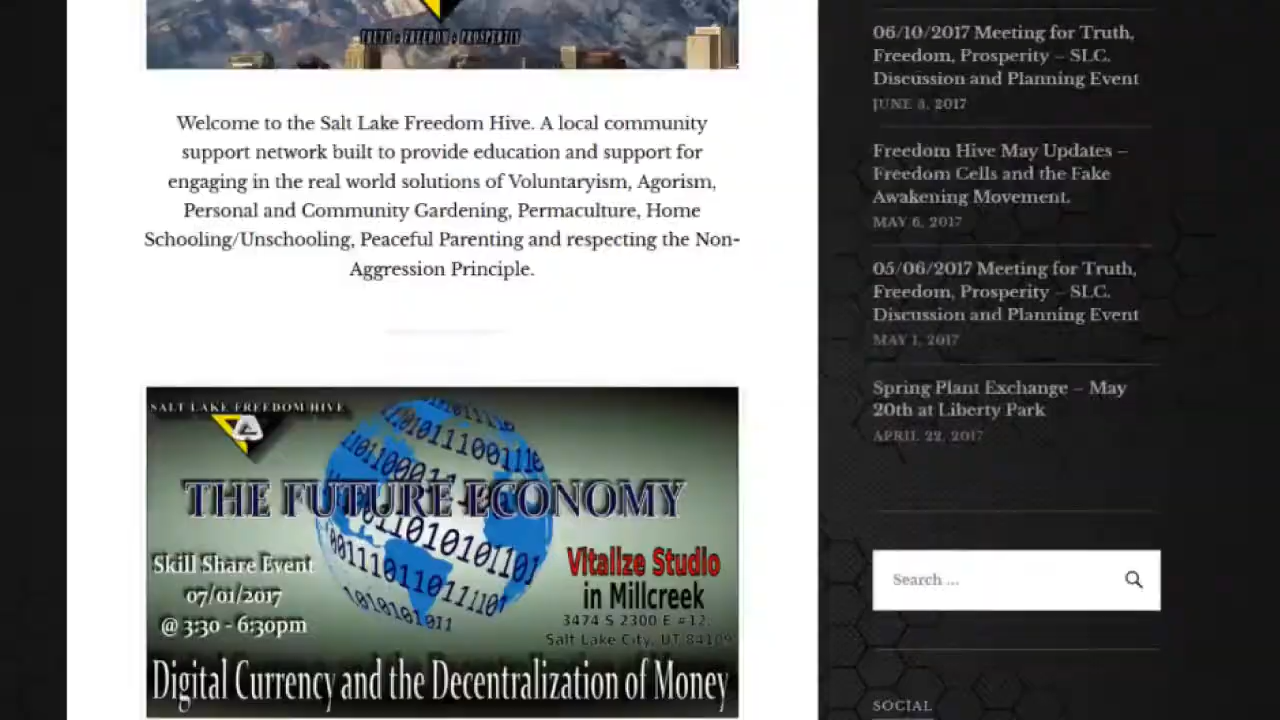 TRUTH : FREEDOM : PROSPERITY
Welcome to the Salt Lake Freedom Hive. A local community
support network built to provide education and support for
engaging in the real world solutions of Voluntaryism, Agorism,
Personal and Community Gardening, Permaculture, Home
Schooling/Unschooling, Peaceful Parenting and respecting the Non-
Aggression Principle.
SALT LAKE FREEDOM HIVE
THE FUTURE ECONOMY
Skill Share Event
07/01/2017
@ 3:30 - 6:30pm
Vitalize Studio
in Millcreek
3474 S 2300 E #12,
Salt Lake City, UT 84109
Digital Currency and the Decentralization of Money
06/10/2017 Meeting for Truth,
Freedom, Prosperity – SLC.
Discussion and Planning Event
JUNE 3, 2017
Freedom Hive May Updates –
Freedom Cells and the Fake
Awakening Movement.
MAY 6, 2017
05/06/2017 Meeting for Truth,
Freedom, Prosperity – SLC.
Discussion and Planning Event
MAY 1, 2017
Spring Plant Exchange – May
20th at Liberty Park
APRIL 22, 2017
Search ...
SOCIAL